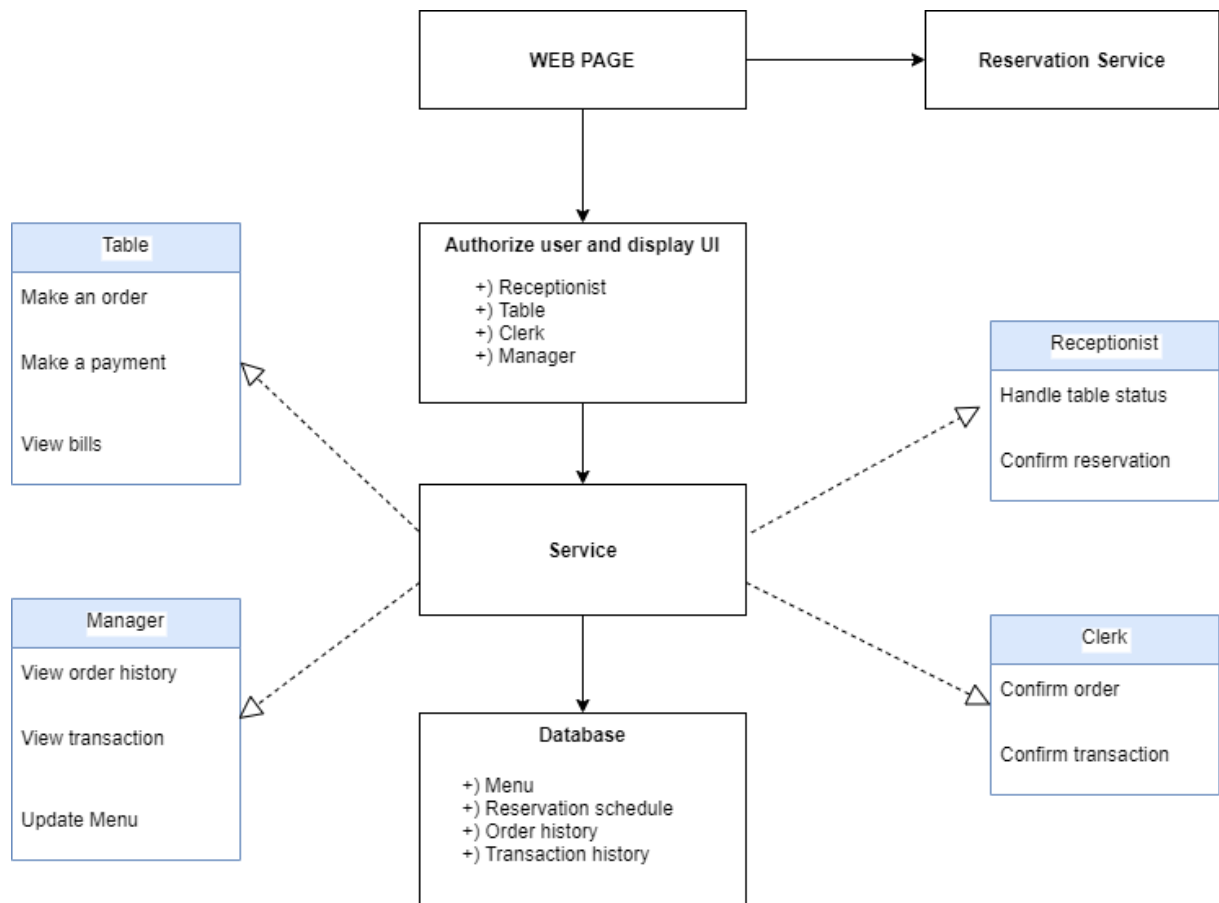 WEB PAGE
Reservation Service
Authorize user and display UI
+) Receptionist
+) Table
+) Clerk
+) Manager
Table
Make an order
Make a payment
View bills
Receptionist
Handle table status
Confirm reservation
Service
Manager
View order history
View transaction
Update Menu
Clerk
Confirm order
Confirm transaction
Database
+) Menu
+) Reservation schedule
+) Order history
+) Transaction history